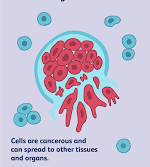 Cells are cancerous and
can spread to other tissues
and organs.